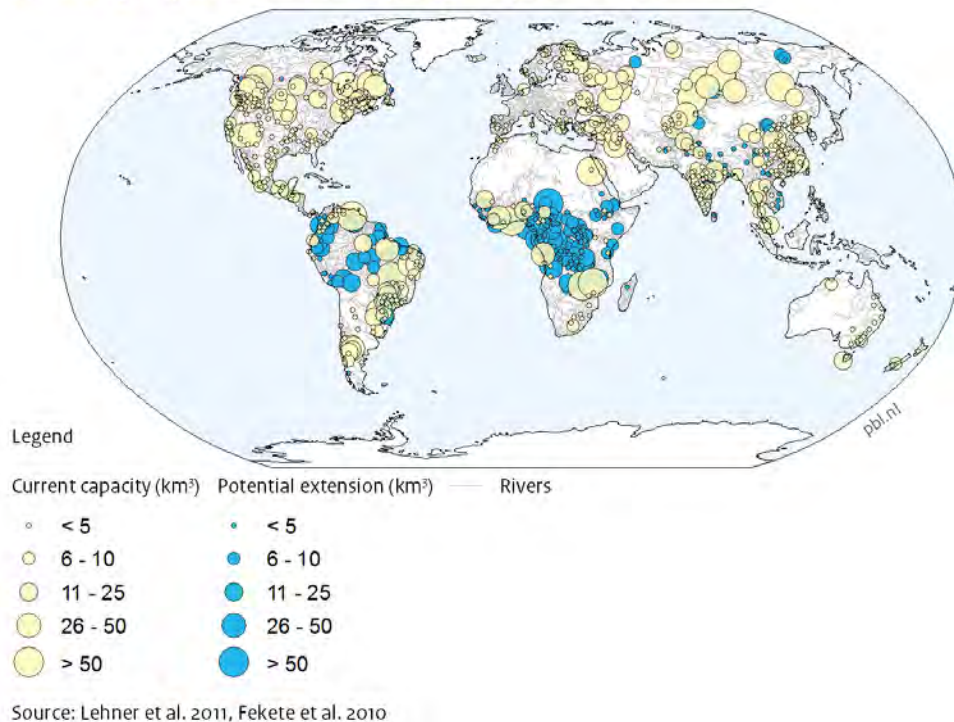 pbl.nl
Legend
Current capacity (km³) Potential extension (km³) Rivers
< 5 < 5
6 - 10 6 - 10
11 - 25 11 - 25
26 - 50 26 - 50
> 50 > 50
Source: Lehner et al. 2011, Fekete et al. 2010